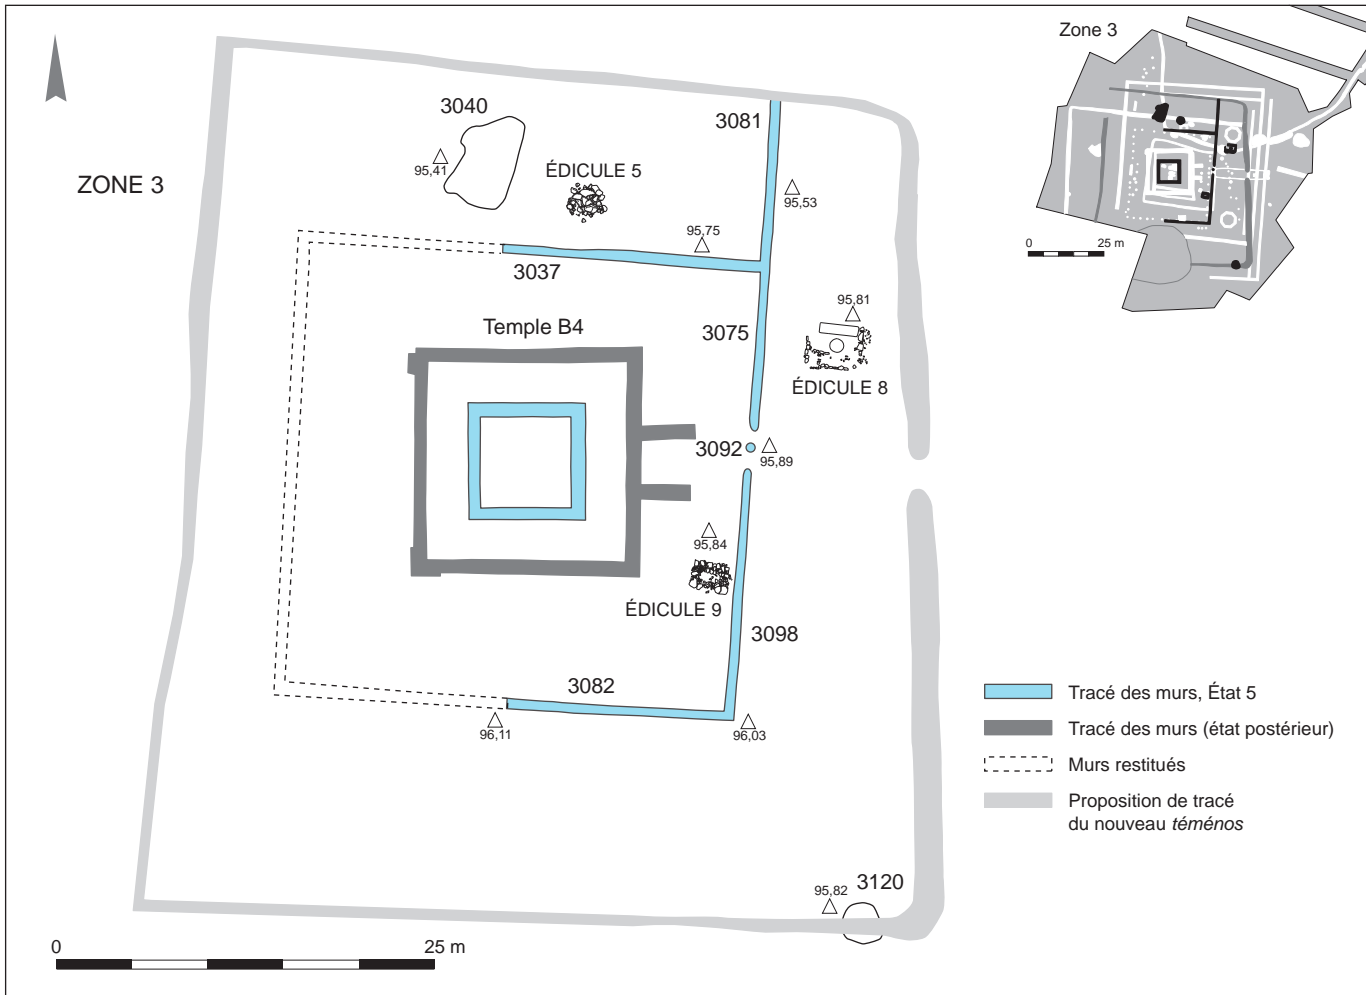 Zone 3
0 25 m
3040
3081
95,41
ZONE 3
ÉDICULE 5
95,53
95,75
3037
95,81
Temple B4
3075
ÉDICULE 8
3092
95,89
95,84
ÉDICULE 9
3098
3082
96,11
96,03
Tracé des murs, État 5
Tracé des murs (état postérieur)
Murs restitués
Proposition de tracé
du nouveau téménos
95,82
3120
0 25 m